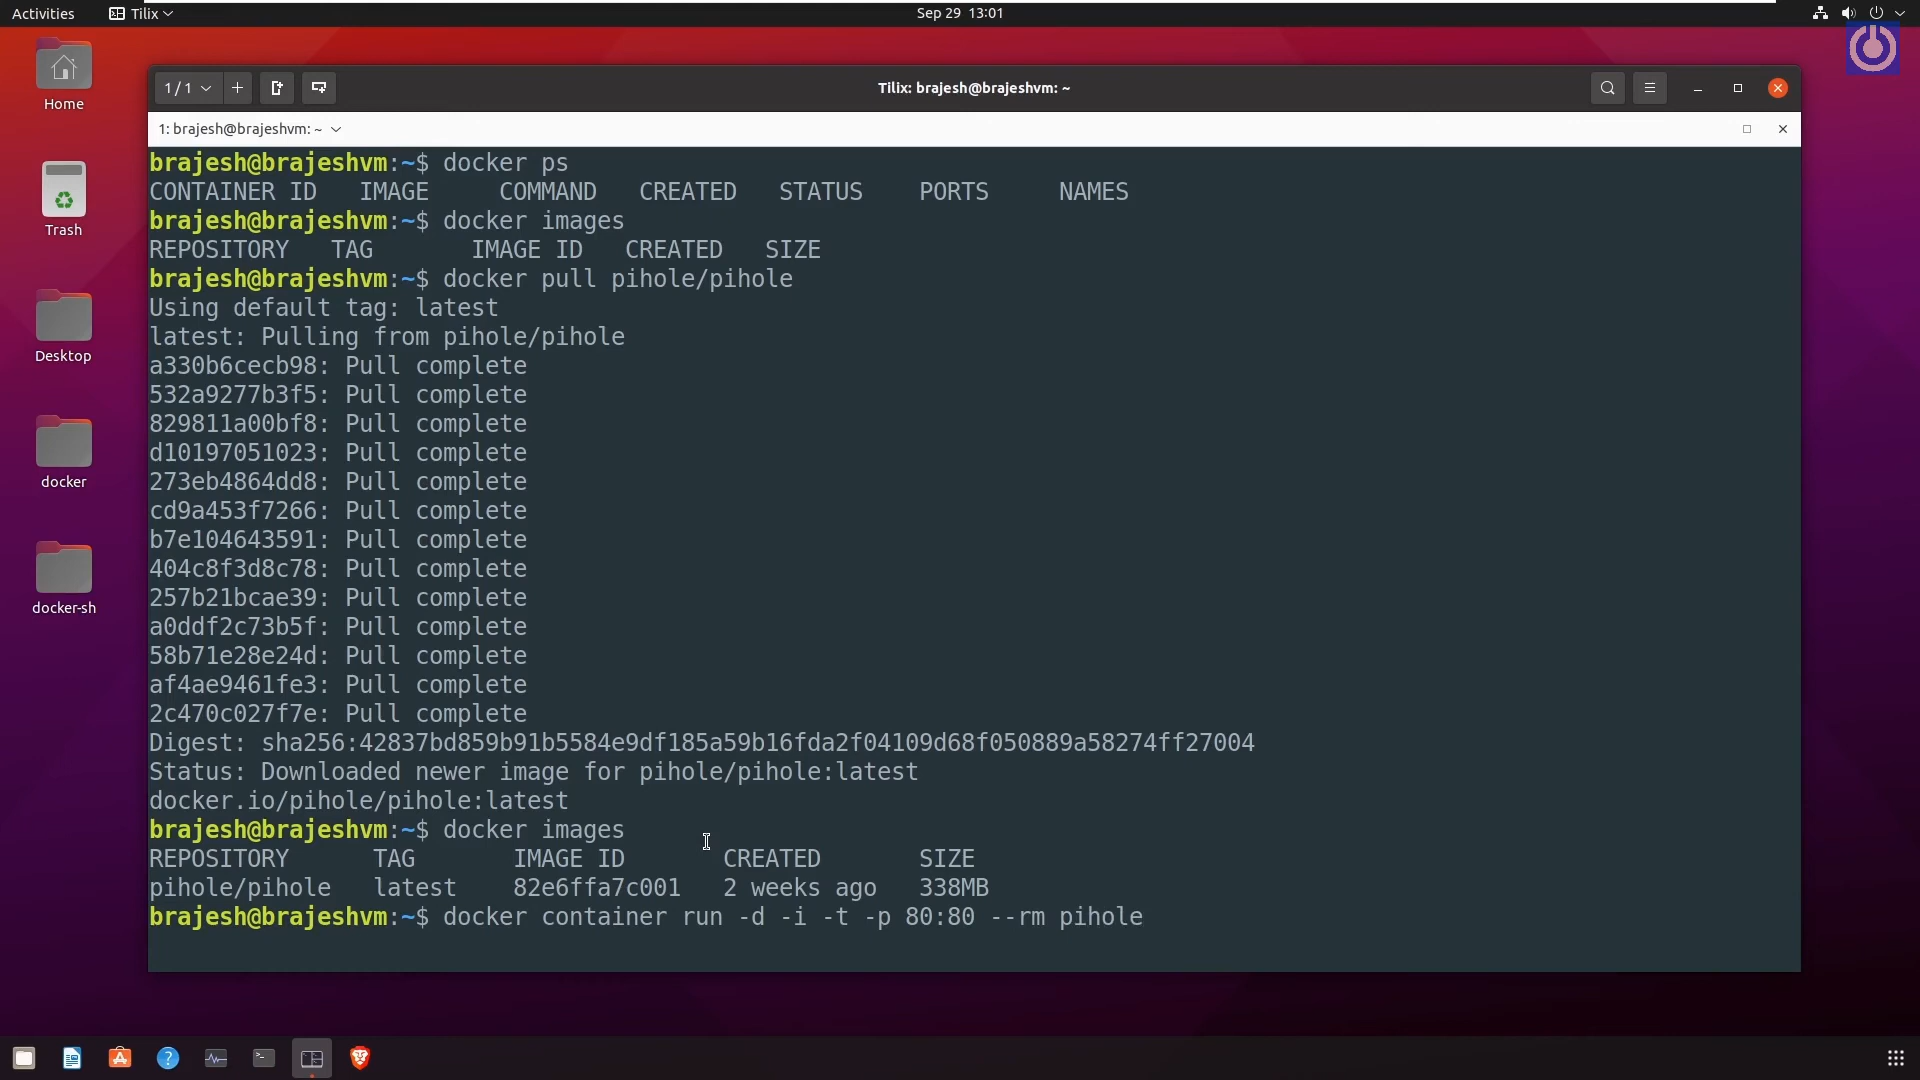 Activities Tilix Sep 29 13:01
Home
Trash
Desktop
docker
docker-sh
1 / 1 Tilix: brajesh@brajeshvm: ~
1: brajesh@brajeshvm: ~
brajesh@brajeshvm:~$ docker ps
CONTAINER ID IMAGE COMMAND CREATED STATUS PORTS NAMES
brajesh@brajeshvm:~$ docker images
REPOSITORY TAG IMAGE ID CREATED SIZE
brajesh@brajeshvm:~$ docker pull pihole/pihole
Using default tag: latest
latest: Pulling from pihole/pihole
a330b6cecb98: Pull complete
532a9277b3f5: Pull complete
829811a00bf8: Pull complete
d10197051023: Pull complete
273eb4864dd8: Pull complete
cd9a453f7266: Pull complete
b7e104643591: Pull complete
404c8f3d8c78: Pull complete
257b21bcae39: Pull complete
a0ddf2c73b5f: Pull complete
58b71e28e24d: Pull complete
af4ae9461fe3: Pull complete
2c470c027f7e: Pull complete
Digest: sha256:42837bd859b91b5584e9df185a59b16fda2f04109d68f050889a58274ff27004
Status: Downloaded newer image for pihole/pihole:latest
docker.io/pihole/pihole:latest
brajesh@brajeshvm:~$ docker images
REPOSITORY TAG IMAGE ID CREATED SIZE
pihole/pihole latest 82e6ffa7c001 2 weeks ago 338MB
brajesh@brajeshvm:~$ docker container run -d -i -t -p 80:80 --rm pihole